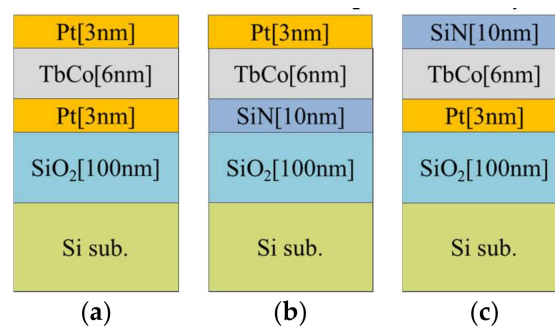 Pt[3nm]
TbCo[6nm]
Pt[3nm]
SiO₂[100nm]
Si sub.
(a)
Pt[3nm]
TbCo[6nm]
SiN[10nm]
SiO₂[100nm]
Si sub.
(b)
SiN[10nm]
TbCo[6nm]
Pt[3nm]
SiO₂[100nm]
Si sub.
(c)